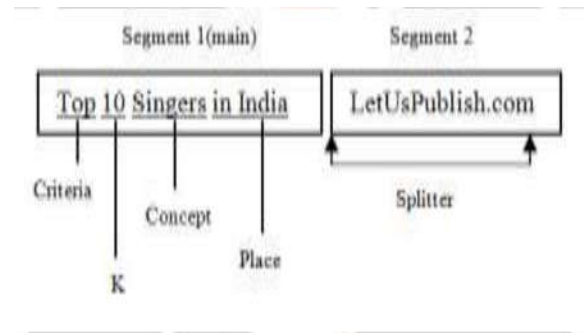 Segment 1(main) Segment 2
Top 10 Singers in India LetUsPublish.com
Criteria
Concept
Splitter
Place
K